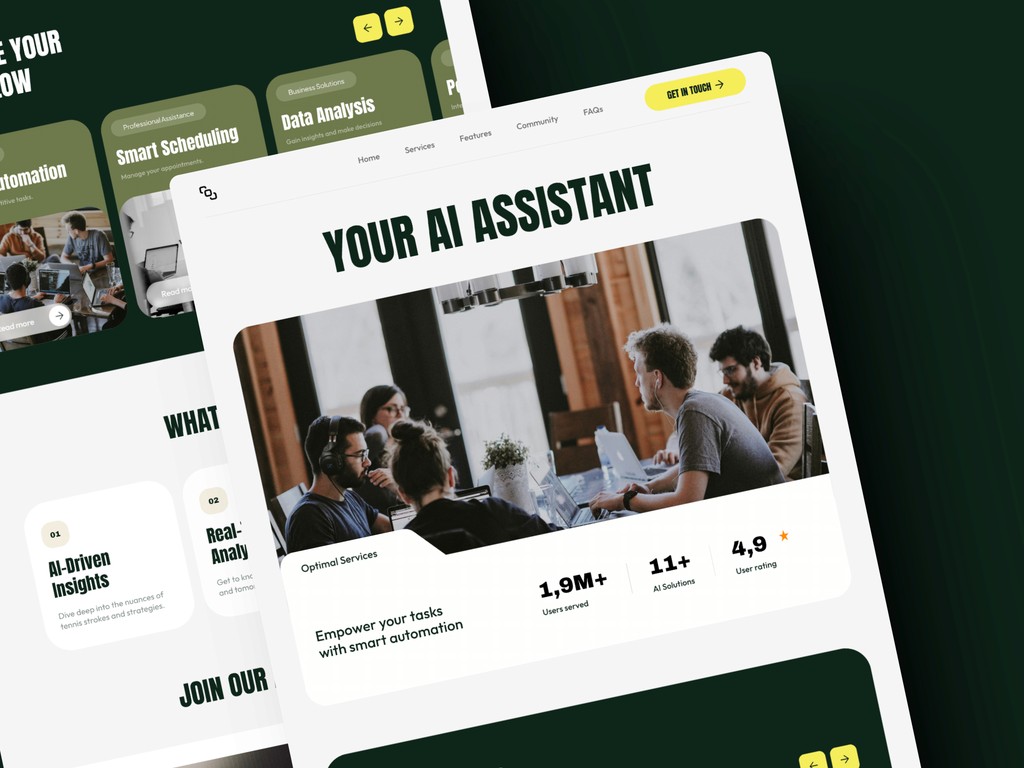 E YOUR
OW
Professional Assistance
Smart Scheduling
Manage your appointments.
Read
Business Solutions
Data Analysis
Gain insights and make decisions
utomation
titive tasks.
ead more
WHAT
01
AI-Driven
Insights
Dive deep into the nuances of
tennis strokes and strategies.
02
Real-
Analy
Get to kno
and tomo
JOIN OUR
Home
Services
Features
Community
FAQs
GET IN TOUCH
YOUR AI ASSISTANT
Optimal Services
Empower your tasks
with smart automation
1,9M+
Users served
11+
AI Solutions
4,9
User rating